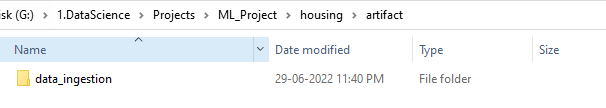 isk (G:) > 1.DataScience > Projects > ML_Project > housing > artifact
Name Date modified Type Size
data_ingestion 29-06-2022 11:40 PM File folder